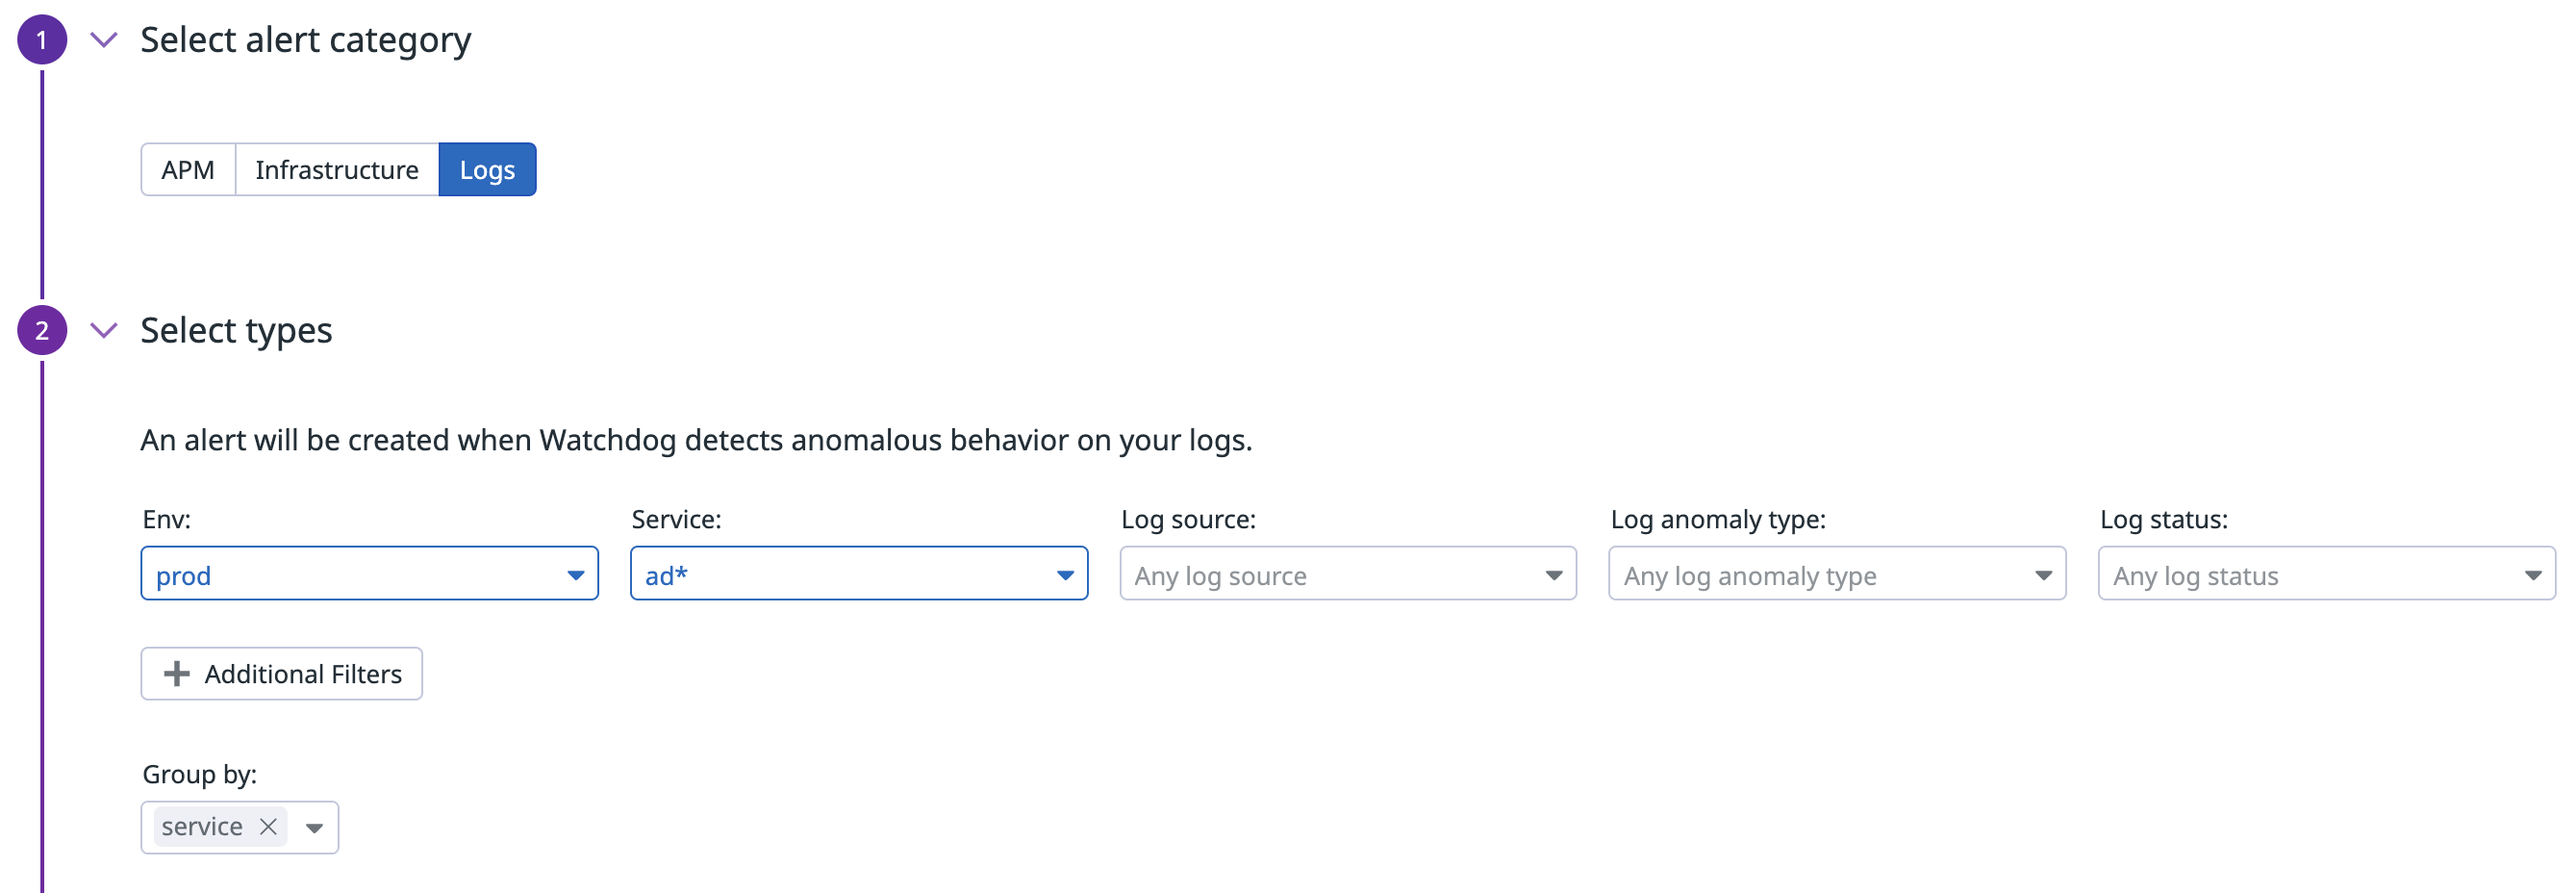 1 Select alert category
APM Infrastructure Logs
2 Select types
An alert will be created when Watchdog detects anomalous behavior on your logs.
Env: Service: Log source: Log anomaly type: Log status:
prod ad* Any log source Any log anomaly type Any log status
Additional Filters
Group by:
service